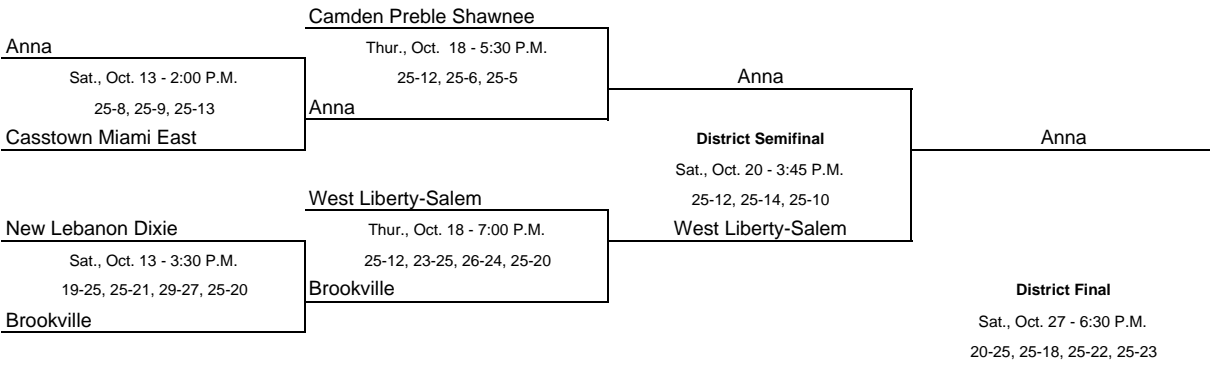 Camden Preble Shawnee
Anna
Thur., Oct. 18 - 5:30 P.M.
Sat., Oct. 13 - 2:00 P.M.
25-12, 25-6, 25-5
Anna
25-8, 25-9, 25-13
Anna
Casstown Miami East
District Semifinal
Anna
Sat., Oct. 20 - 3:45 P.M.
West Liberty-Salem
25-12, 25-14, 25-10
New Lebanon Dixie
Thur., Oct. 18 - 7:00 P.M.
West Liberty-Salem
Sat., Oct. 13 - 3:30 P.M.
25-12, 23-25, 26-24, 25-20
19-25, 25-21, 29-27, 25-20
Brookville
District Final
Brookville
Sat., Oct. 27 - 6:30 P.M.
20-25, 25-18, 25-22, 25-23